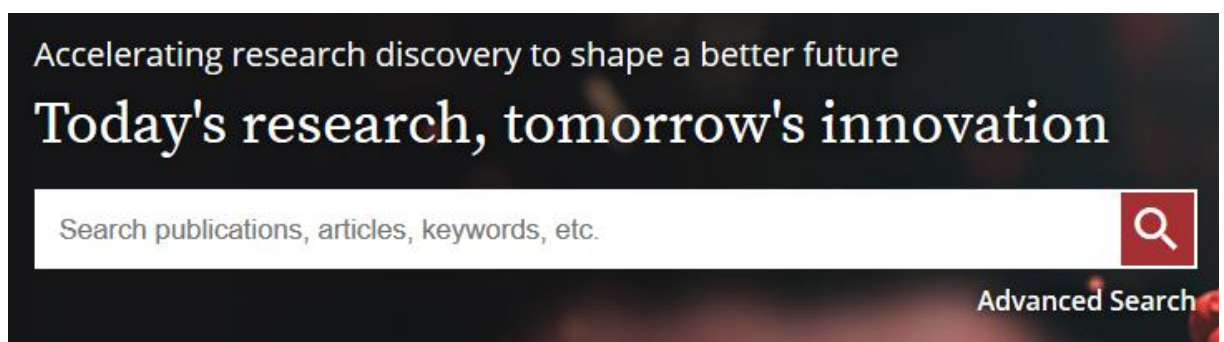 Accelerating research discovery to shape a better future
Today's research, tomorrow's innovation
Search publications, articles, keywords, etc.
Advanced Search